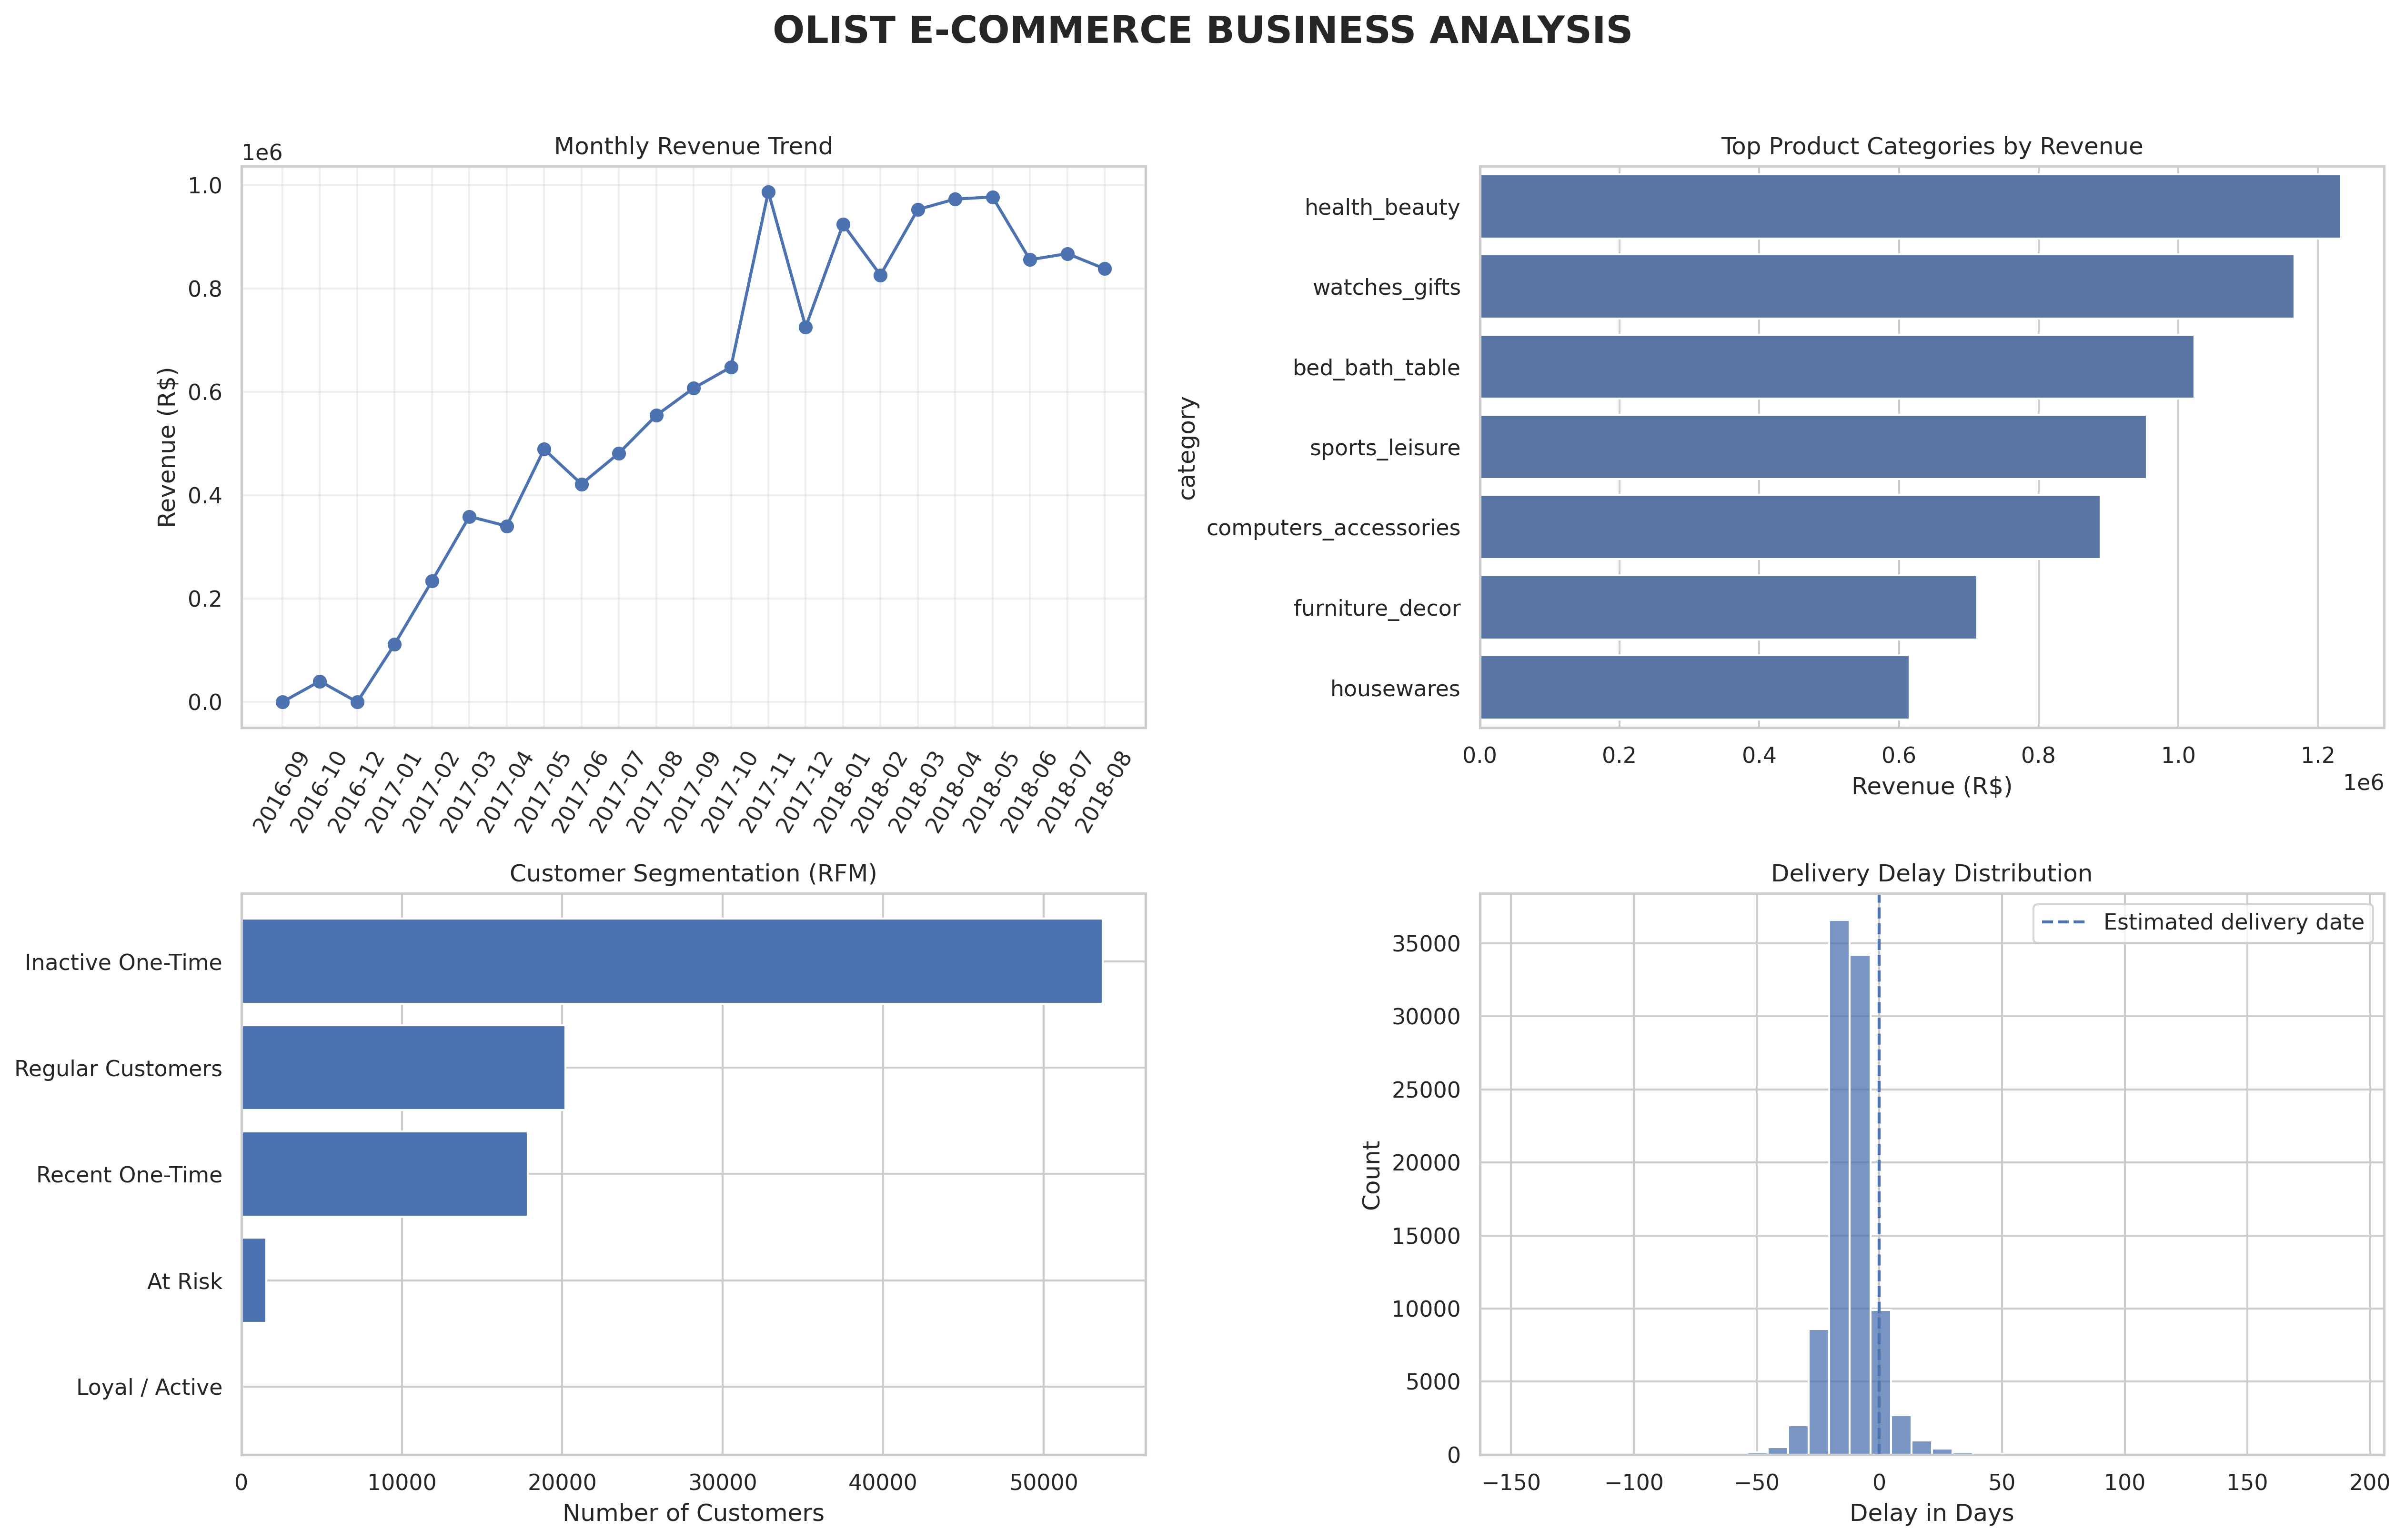 OLIST E-COMMERCE BUSINESS ANALYSIS
Monthly Revenue Trend
1e6
Revenue (R$)
1.0
0.8
0.6
0.4
0.2
0.0
2016-09
2016-10
2016-12
2017-01
2017-02
2017-03
2017-04
2017-05
2017-06
2017-07
2017-08
2017-09
2017-10
2017-11
2017-12
2018-01
2018-02
2018-03
2018-04
2018-05
2018-06
2018-07
2018-08
Top Product Categories by Revenue
category
health_beauty
watches_gifts
bed_bath_table
sports_leisure
computers_accessories
furniture_decor
housewares
0.0 0.2 0.4 0.6 0.8 1.0 1.2
1e6
Revenue (R$)
Customer Segmentation (RFM)
Inactive One-Time
Regular Customers
Recent One-Time
At Risk
Loyal / Active
0 10000 20000 30000 40000 50000
Number of Customers
Delivery Delay Distribution
Estimated delivery date
Count
35000
30000
25000
20000
15000
10000
5000
0
−150 −100 −50 0 50 100 150 200
Delay in Days